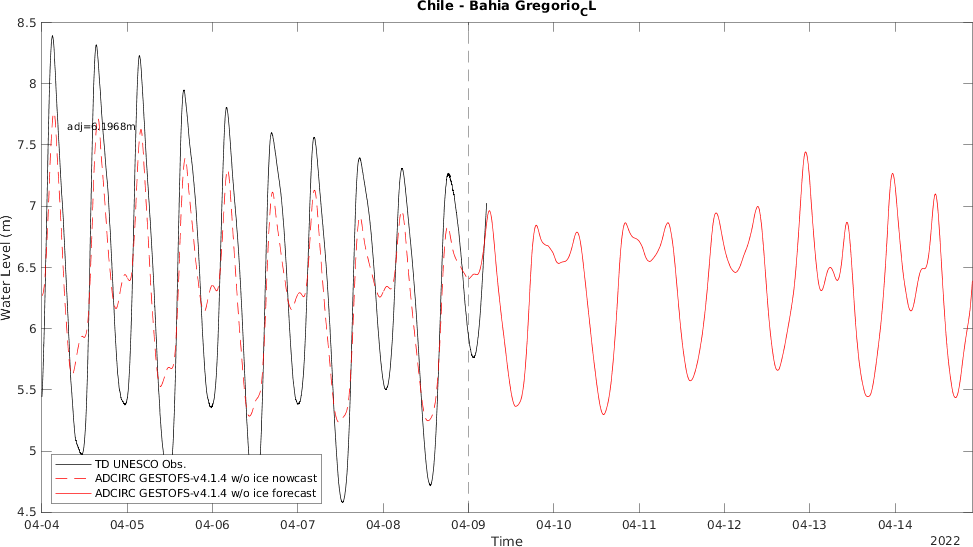 Chile - Bahia Gregorio_CL
8.5
8
7.5
7
6.5
6
5.5
5
4.5
Water Level (m)
adj=6.1968m
TD UNESCO Obs.
ADCIRC GESTOFS-v4.1.4 w/o ice nowcast
ADCIRC GESTOFS-v4.1.4 w/o ice forecast
04-04 04-05 04-06 04-07 04-08 04-09 04-10 04-11 04-12 04-13 04-14
Time
2022